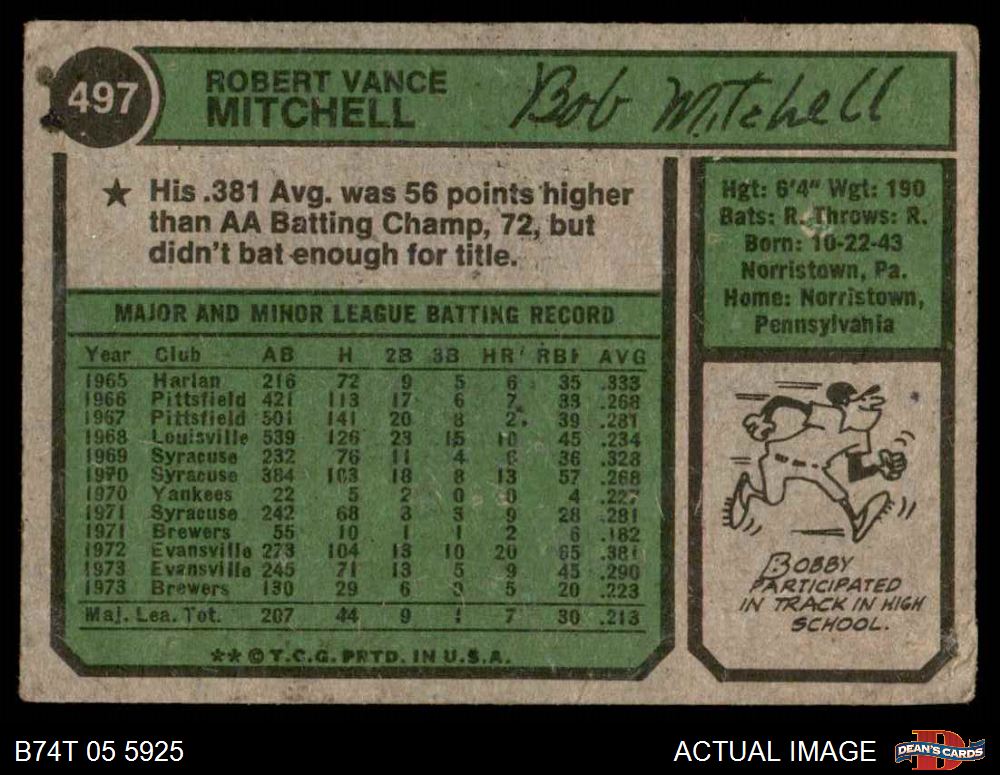 497
ROBERT VANCE
MITCHELL
Bob Mitchell
★ His .381 Avg. was 56 points higher
than AA Batting Champ, 72, but
didn't bat enough for title.
Hgt: 6'4" Wgt: 190
Bats: R. Throws: R.
Born: 10-22-43
Norristown, Pa.
Home: Norristown,
Pennsylvania
MAJOR AND MINOR LEAGUE BATTING RECORD
Year Club AB H 2B 3B HR RBI AVG
1965 Harlan 216 72 9 5 6 35 .333
1966 Pittsfield 421 113 17 6 7 33 .268
1967 Pittsfield 501 141 20 8 2 39 .281
1968 Louisville 539 126 23 15 10 45 .234
1969 Syracuse 232 76 11 4 36 .328
1970 Syracuse 384 103 18 8 13 57 .268
1970 Yankees 22 5 2 0 0 4 .227
1971 Syracuse 242 68 3 3 9 28 .281
1971 Brewers 55 10 1 1 2 6 .182
1972 Evansville 273 104 13 10 20 65 .381
1973 Evansville 245 71 13 5 9 45 .290
1973 Brewers 130 29 6 5 20 .223
Maj. Lea. Tot. 207 44 9 7 30 .213
** © T.C.G. PRTD. IN U.S.A.
BOBBY
PARTICIPATED
IN TRACK IN HIGH
SCHOOL.
B74T 05 5925
ACTUAL IMAGE
D
DEAN'S CARDS